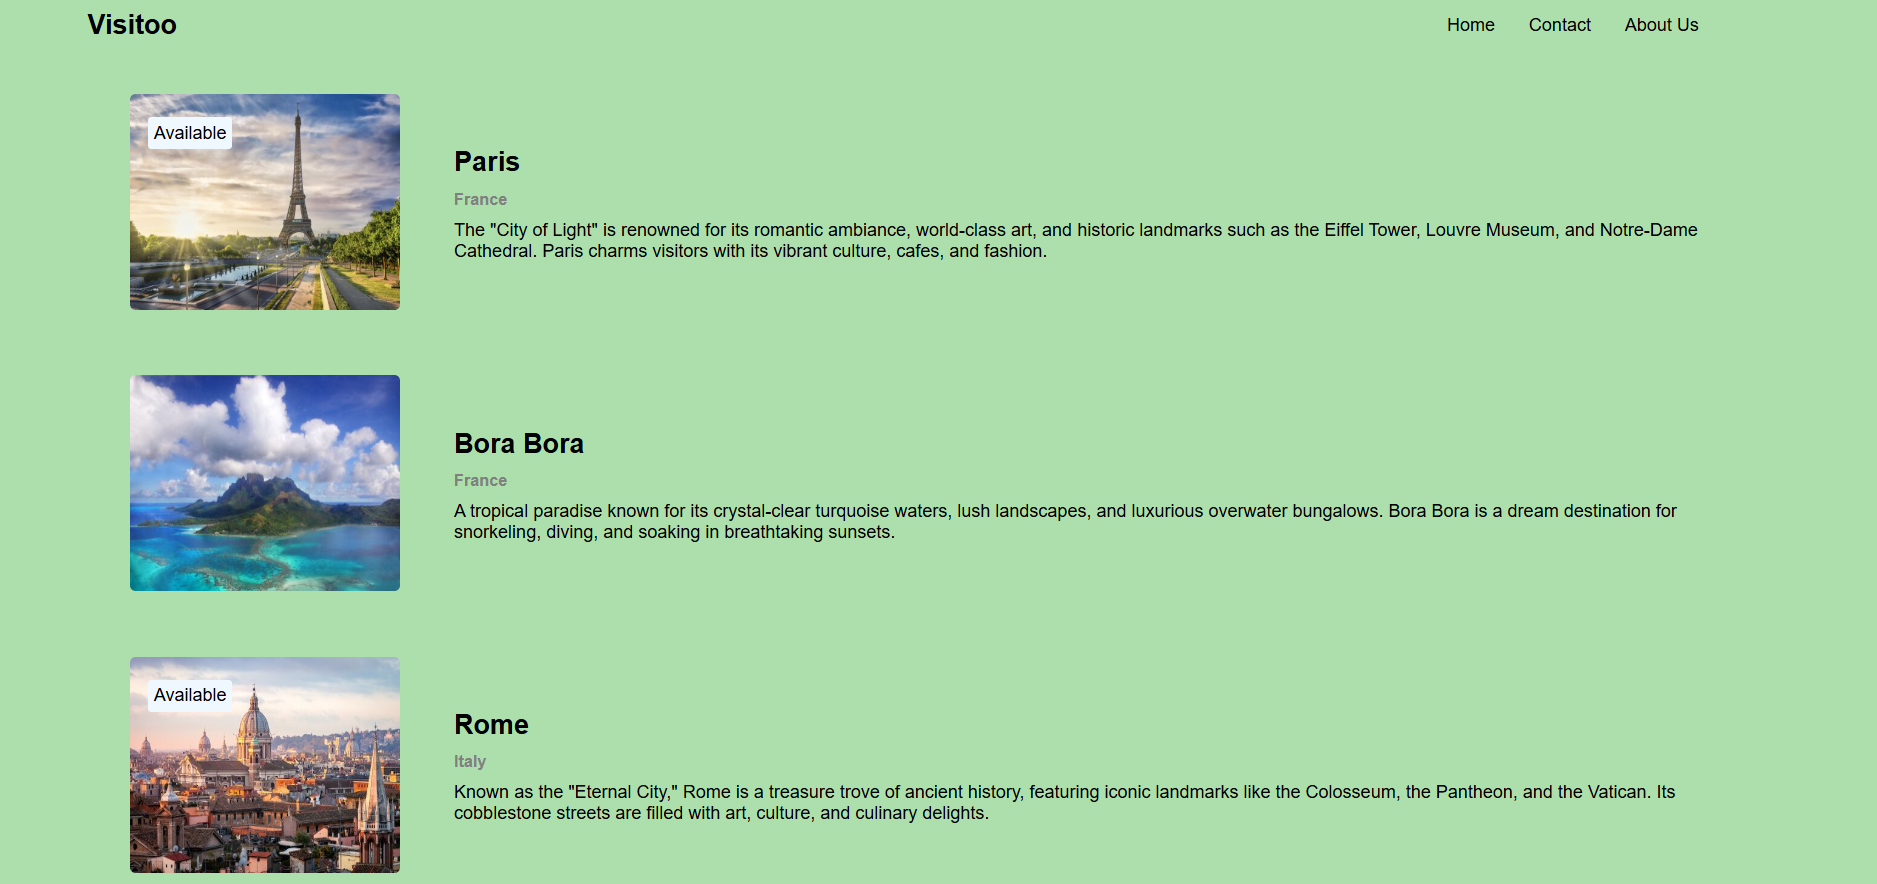 Visitoo
Home Contact About Us
Available
Paris
France
The "City of Light" is renowned for its romantic ambiance, world-class art, and historic landmarks such as the Eiffel Tower, Louvre Museum, and Notre-Dame
Cathedral. Paris charms visitors with its vibrant culture, cafes, and fashion.
Bora Bora
France
A tropical paradise known for its crystal-clear turquoise waters, lush landscapes, and luxurious overwater bungalows. Bora Bora is a dream destination for
snorkeling, diving, and soaking in breathtaking sunsets.
Available
Rome
Italy
Known as the "Eternal City," Rome is a treasure trove of ancient history, featuring iconic landmarks like the Colosseum, the Pantheon, and the Vatican. Its
cobblestone streets are filled with art, culture, and culinary delights.